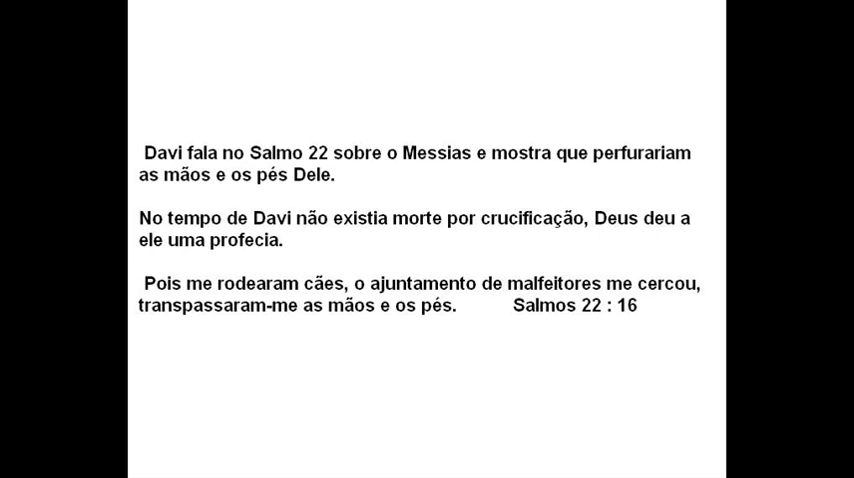 Davi fala no Salmo 22 sobre o Messias e mostra que perfurariam
as mãos e os pés Dele.
No tempo de Davi não existia morte por crucificação, Deus deu a
ele uma profecia.
Pois me rodearam cães, o ajuntamento de malfeitores me cercou,
transpassaram-me as mãos e os pés. Salmos 22 : 16